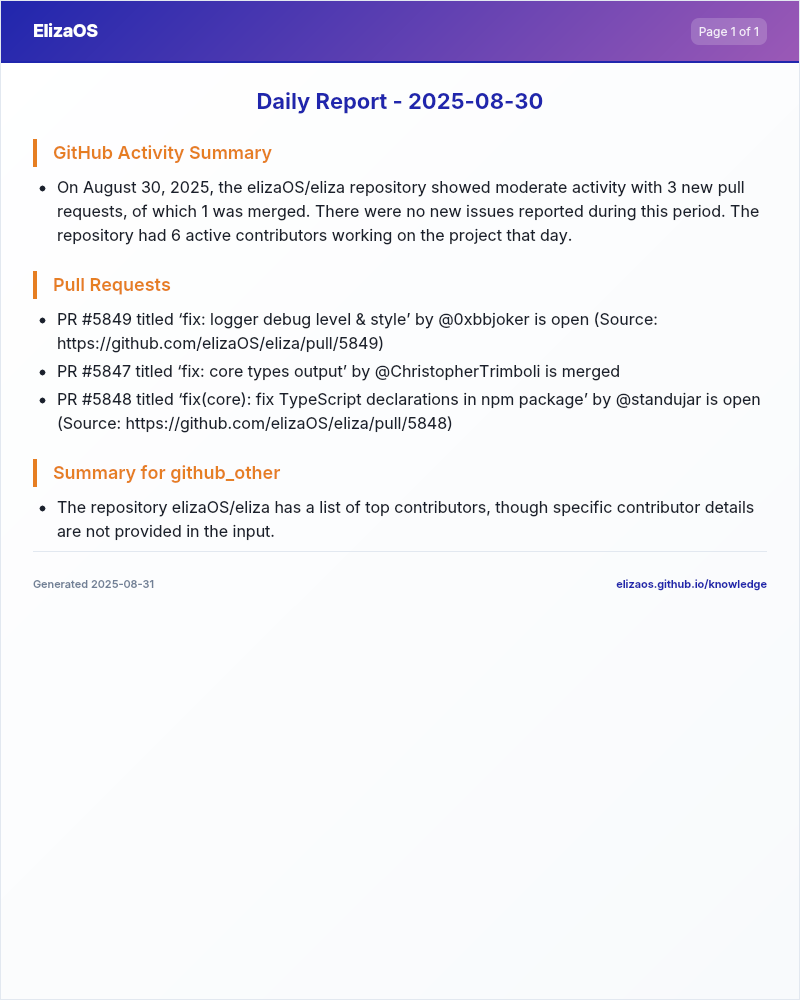 ElizaOS
Page 1 of 1
Daily Report - 2025-08-30
GitHub Activity Summary
• On August 30, 2025, the elizaOS/eliza repository showed moderate activity with 3 new pull
requests, of which 1 was merged. There were no new issues reported during this period. The
repository had 6 active contributors working on the project that day.
Pull Requests
• PR #5849 titled ‘fix: logger debug level & style’ by @0xbbjoker is open (Source:
https://github.com/elizaOS/eliza/pull/5849)
• PR #5847 titled ‘fix: core types output’ by @ChristopherTrimboli is merged
• PR #5848 titled ‘fix(core): fix TypeScript declarations in npm package’ by @standujar is open
(Source: https://github.com/elizaOS/eliza/pull/5848)
Summary for github_other
• The repository elizaOS/eliza has a list of top contributors, though specific contributor details
are not provided in the input.
Generated 2025-08-31
elizaos.github.io/knowledge